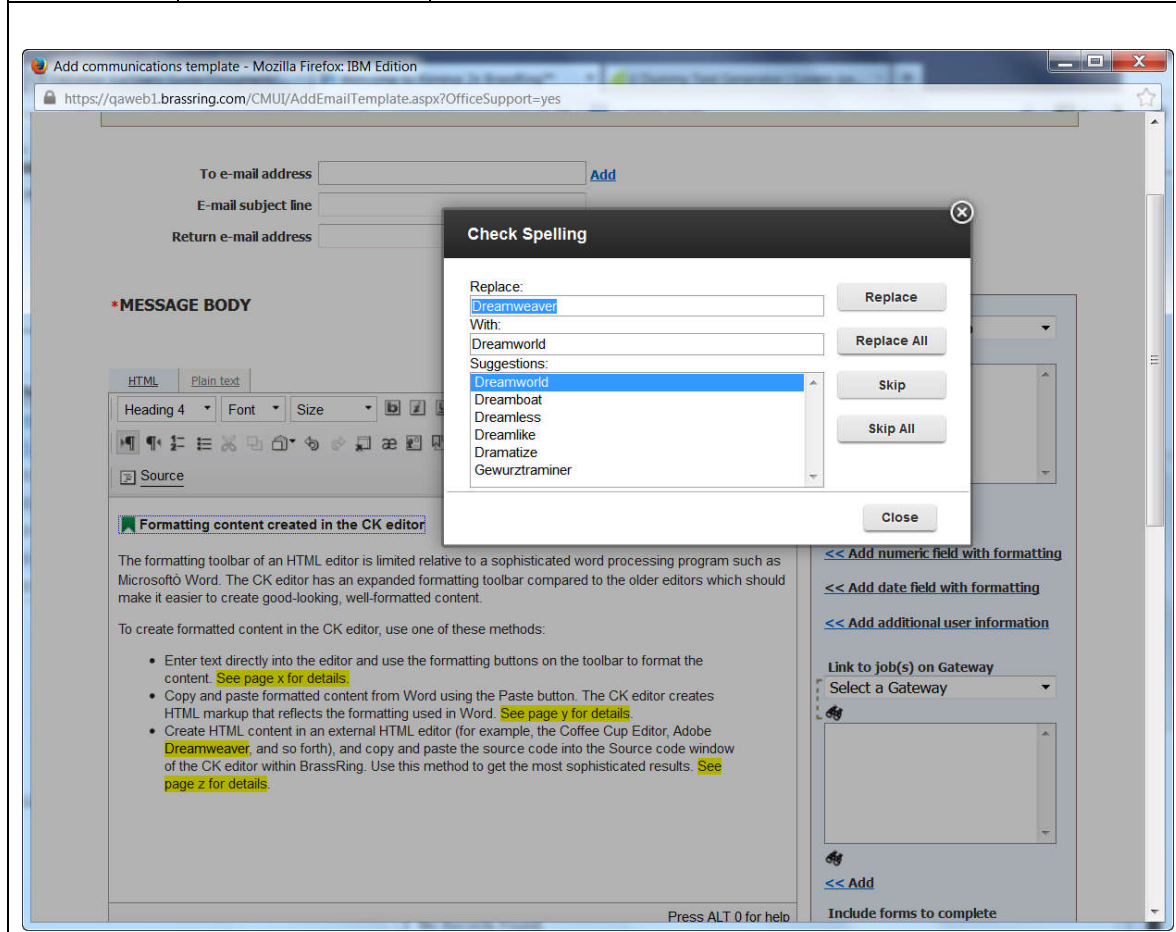 Add communications template - Mozilla Firefox: IBM Edition
https://qaweb1.brassring.com/CMUI/AddEmailTemplate.aspx?OfficeSupport=yes
To e-mail address
Add
E-mail subject line
Return e-mail address
Check Spelling
Replace:
Dreamweaver
Replace
With:
Dreamworld
Replace All
Suggestions:
Dreamworld
Skip
Dreamboat
Dreamless
Dreamlike
Skip All
Dramatize
Gewurztraminer
Close
*MESSAGE BODY
HTML Plain text
Heading 4 Font Size
Source
Formatting content created in the CK editor
The formatting toolbar of an HTML editor is limited relative to a sophisticated word processing program such as
Microsoftò Word. The CK editor has an expanded formatting toolbar compared to the older editors which should
make it easier to create good-looking, well-formatted content.
To create formatted content in the CK editor, use one of these methods:
• Enter text directly into the editor and use the formatting buttons on the toolbar to format the
content. See page x for details.
• Copy and paste formatted content from Word using the Paste button. The CK editor creates
HTML markup that reflects the formatting used in Word. See page y for details.
• Create HTML content in an external HTML editor (for example, the Coffee Cup Editor, Adobe
Dreamweaver, and so forth), and copy and paste the source code into the Source code window
of the CK editor within BrassRing. Use this method to get the most sophisticated results. See
page z for details.
Press ALT 0 for help
<< Add numeric field with formatting
<< Add date field with formatting
<< Add additional user information
Link to job(s) on Gateway
Select a Gateway
<< Add
Include forms to complete